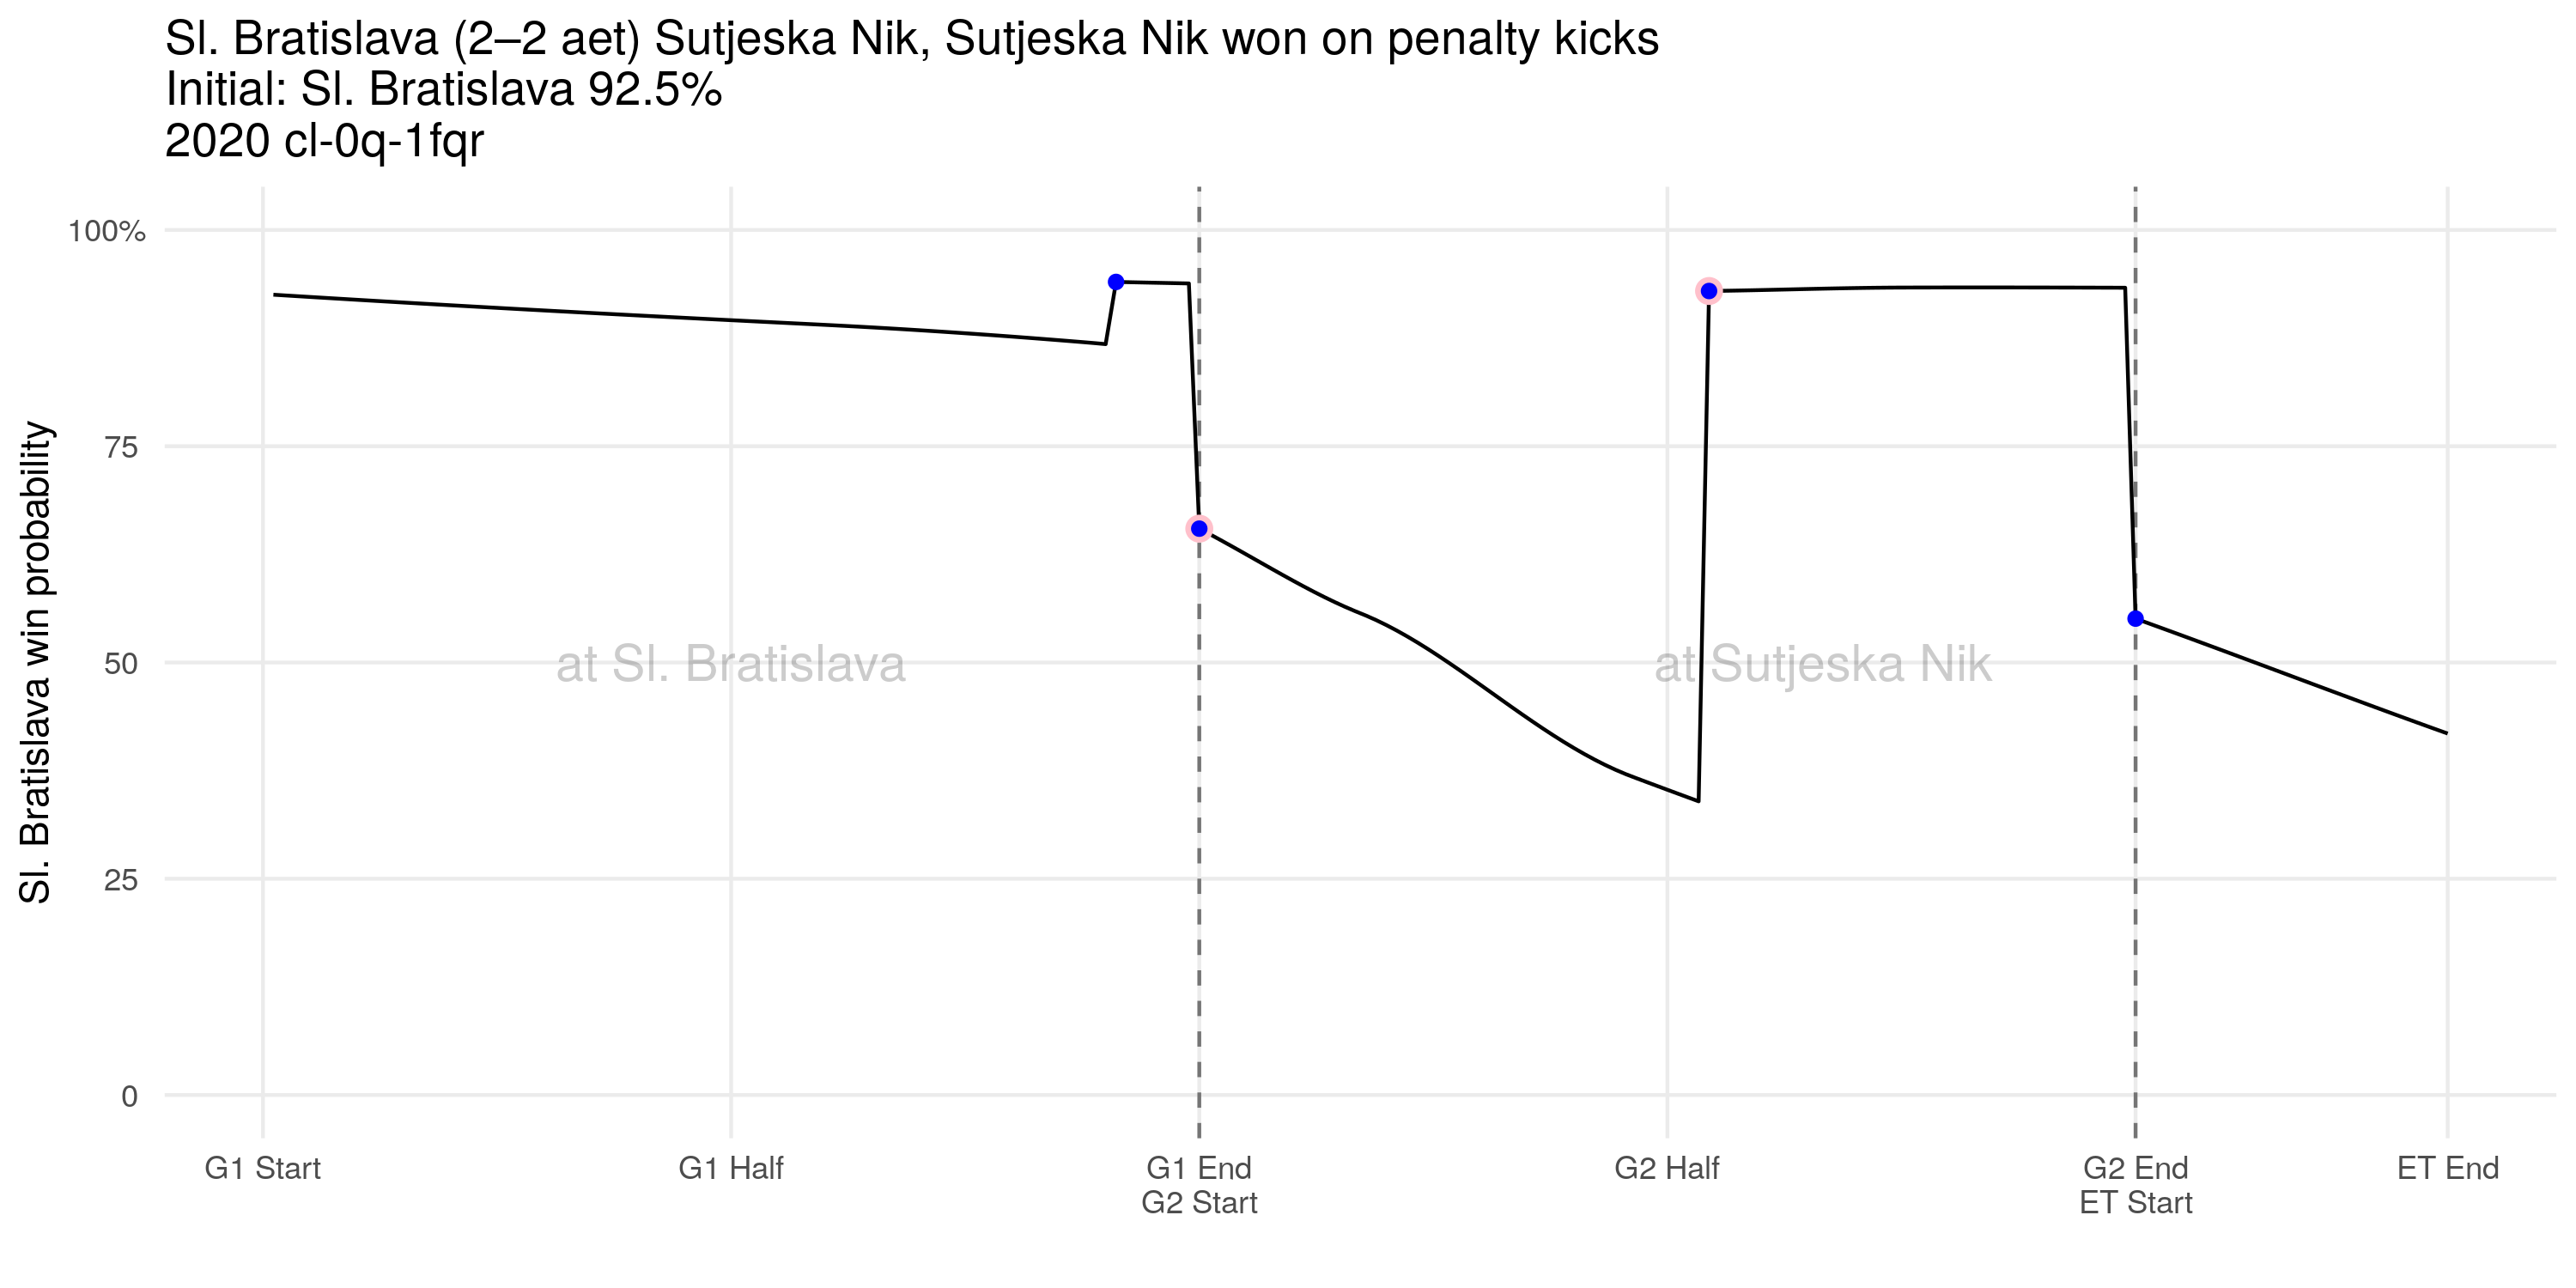 Sl. Bratislava (2–2 aet) Sutjeska Nik, Sutjeska Nik won on penalty kicks
Initial: Sl. Bratislava 92.5%
2020 cl-0q-1fqr
Sl. Bratislava win probability
100%
75
50
25
0
at Sl. Bratislava
at Sutjeska Nik
G1 Start
G1 Half
G1 End
G2 Start
G2 Half
G2 End
ET Start
ET End